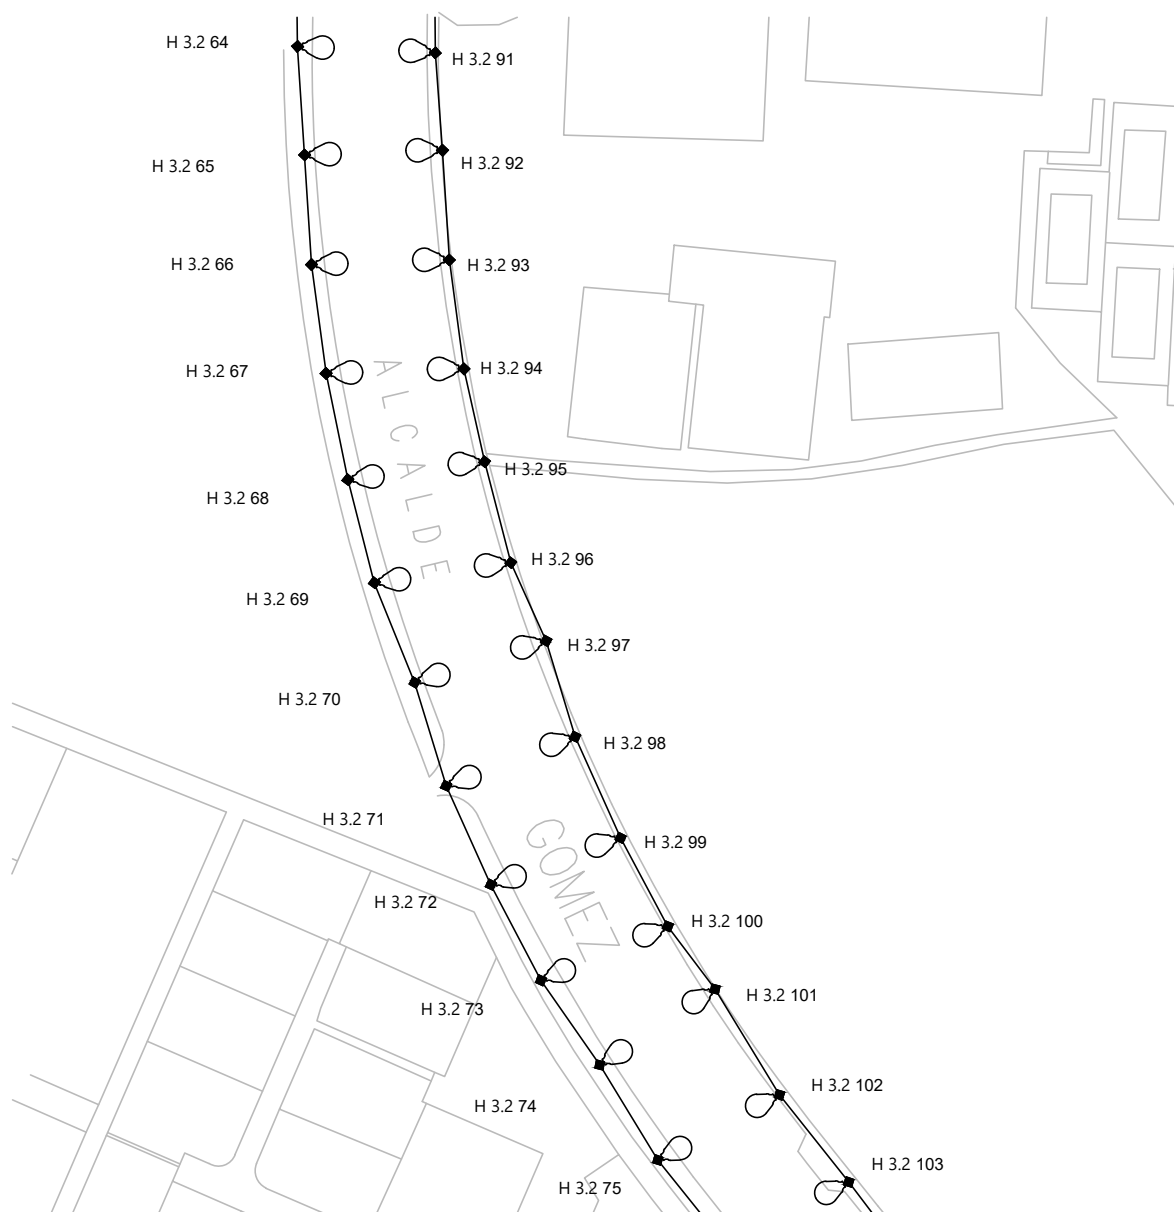 H 3.2 64
H 3.2 91
H 3.2 65
H 3.2 92
H 3.2 66
H 3.2 93
H 3.2 67
H 3.2 94
ALCALDE
H 3.2 68
H 3.2 95
H 3.2 69
H 3.2 96
H 3.2 97
H 3.2 70
H 3.2 98
H 3.2 71
GOMEZ
H 3.2 99
H 3.2 72
H 3.2 100
H 3.2 73
H 3.2 101
H 3.2 74
H 3.2 102
H 3.2 75
H 3.2 103